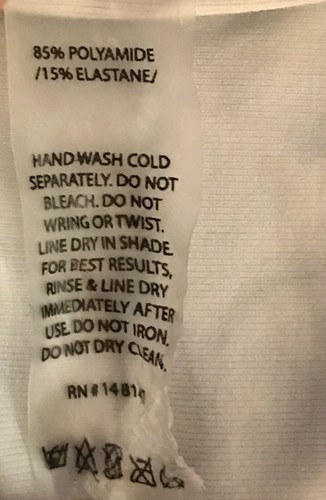 85% POLYAMIDE
/15% ELASTANE/
HAND WASH COLD
SEPARATELY. DO NOT
BLEACH. DO NOT
WRING OR TWIST.
LINE DRY IN SHADE.
FOR BEST RESULTS,
RINSE & LINE DRY
IMMEDIATELY AFTER
USE. DO NOT IRON.
DO NOT DRY CLEAN.
RN #